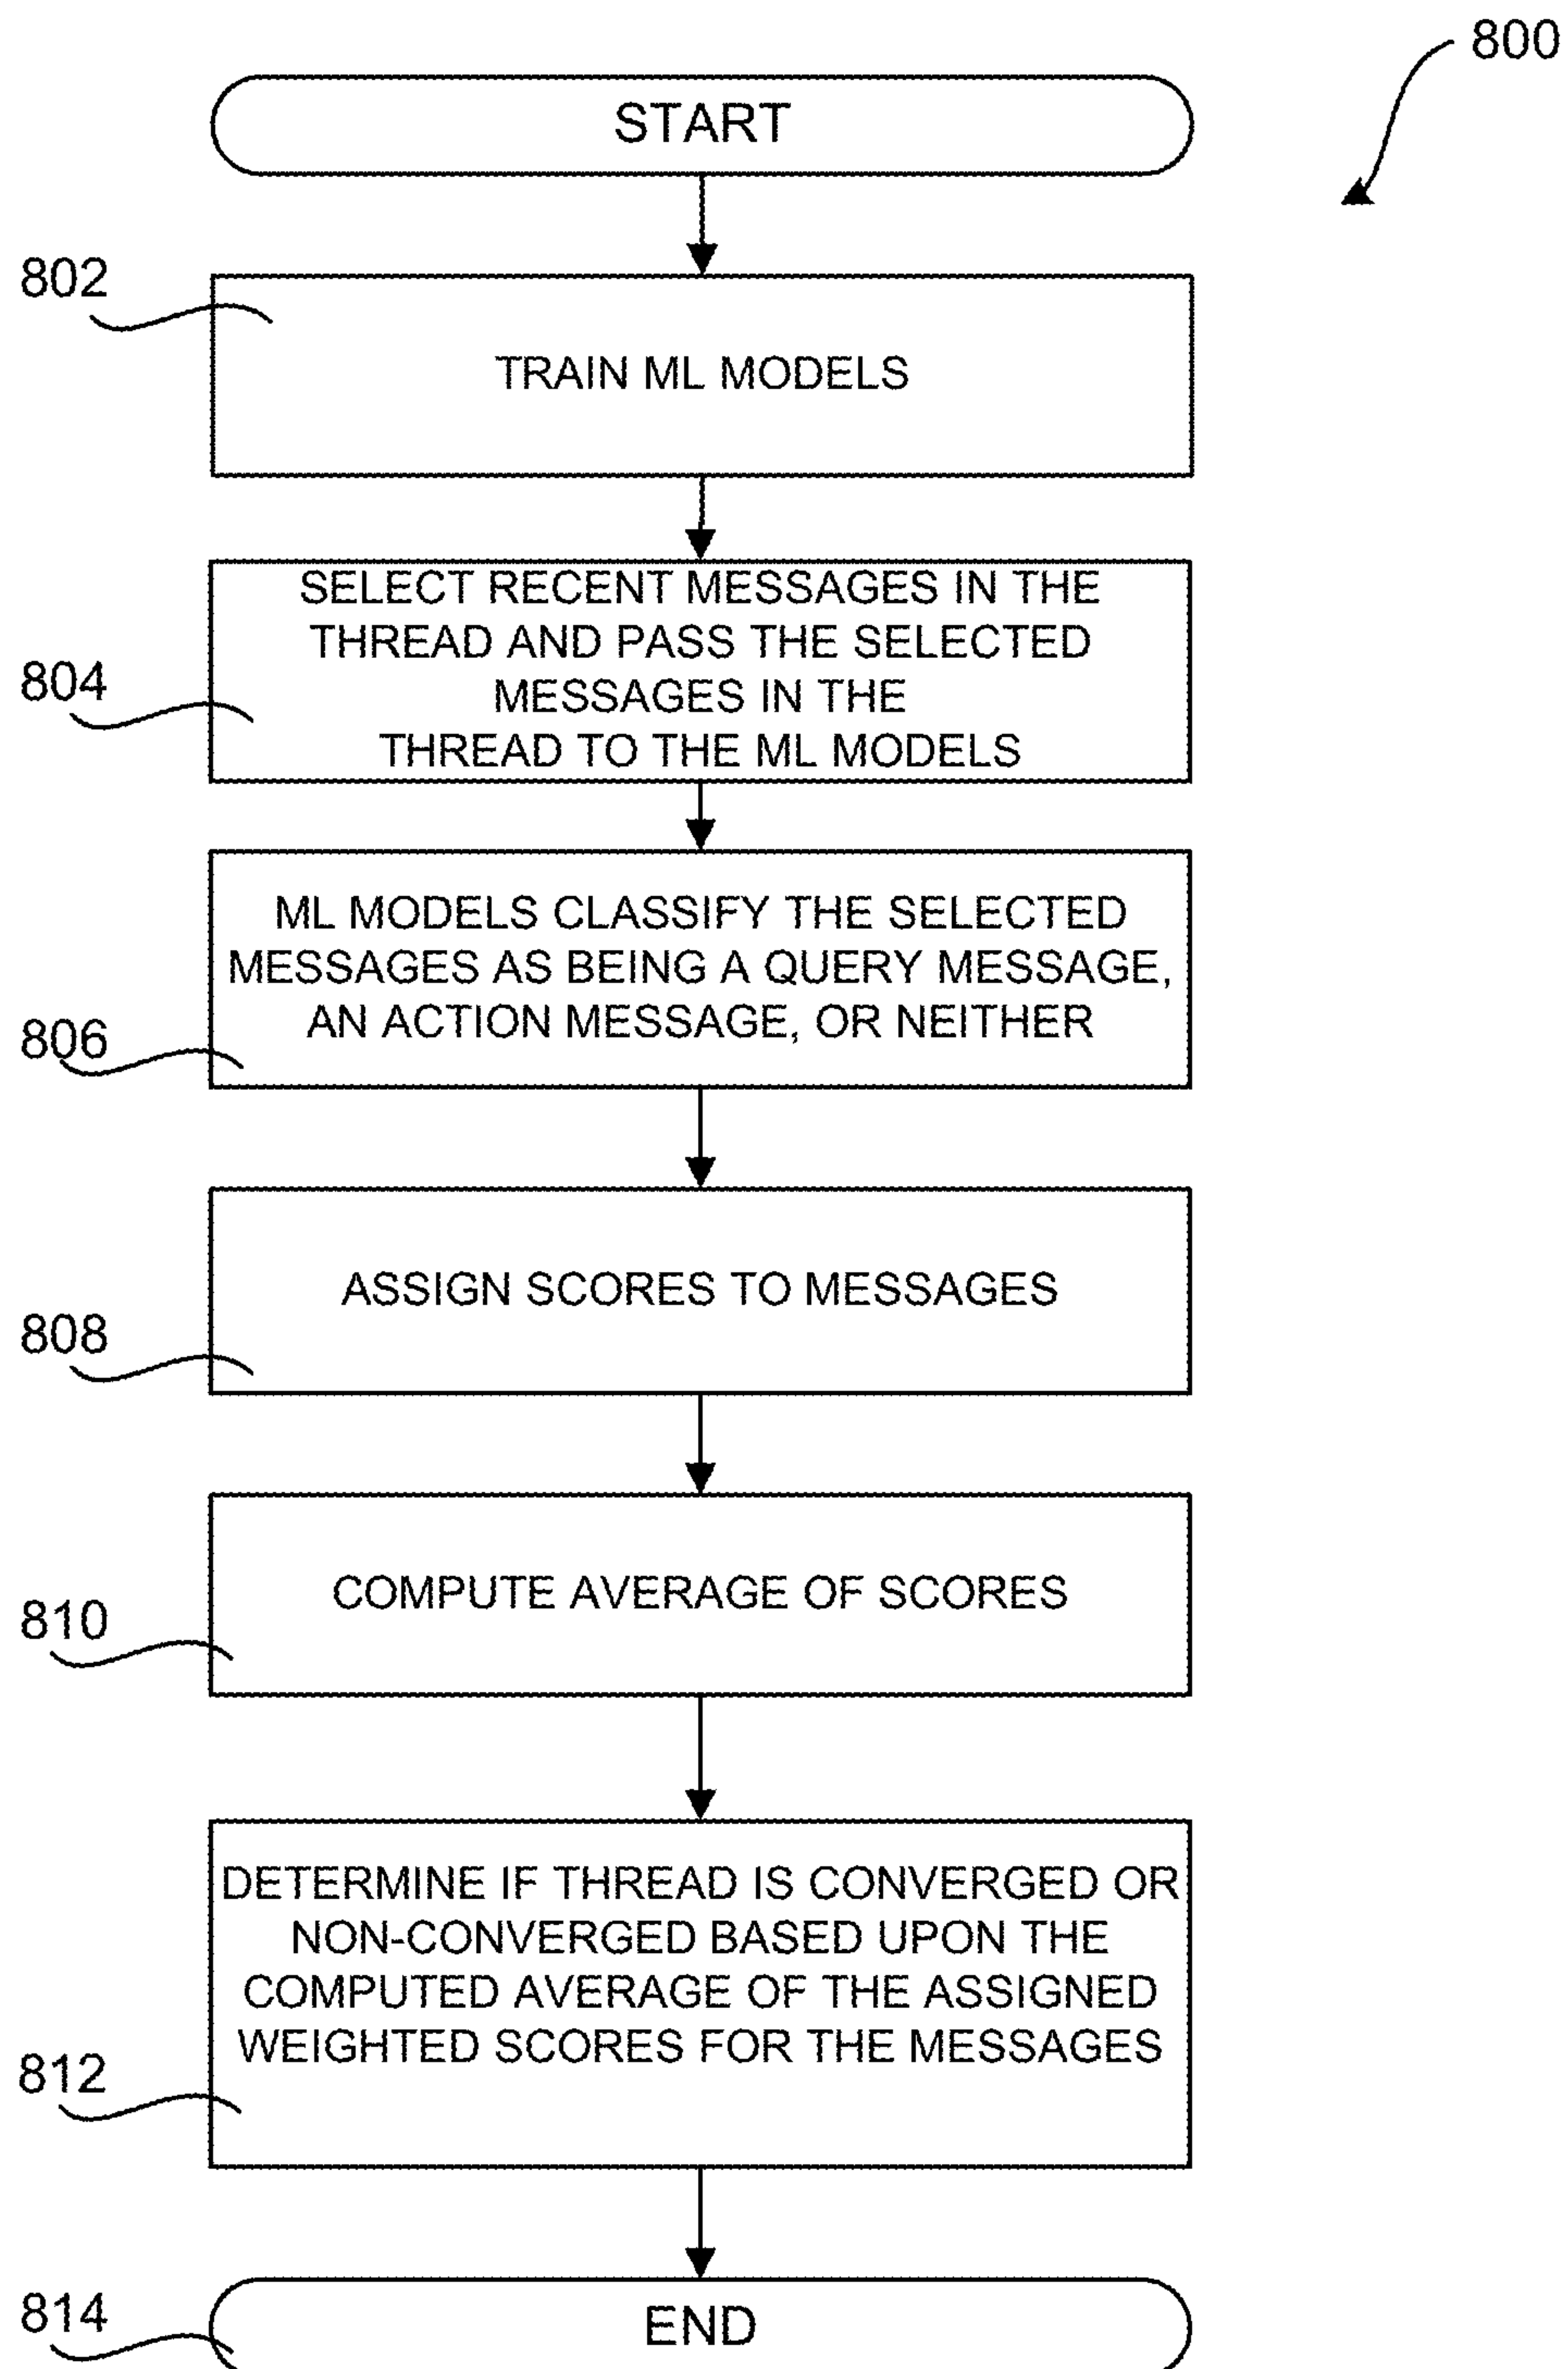 800
START
802
TRAIN ML MODELS
SELECT RECENT MESSAGES IN THE
THREAD AND PASS THE SELECTED
MESSAGES IN THE
THREAD TO THE ML MODELS
804
ML MODELS CLASSIFY THE SELECTED
MESSAGES AS BEING A QUERY MESSAGE,
AN ACTION MESSAGE, OR NEITHER
806
ASSIGN SCORES TO MESSAGES
808
COMPUTE AVERAGE OF SCORES
810
DETERMINE IF THREAD IS CONVERGED OR
NON-CONVERGED BASED UPON THE
COMPUTED AVERAGE OF THE ASSIGNED
WEIGHTED SCORES FOR THE MESSAGES
812
814
END